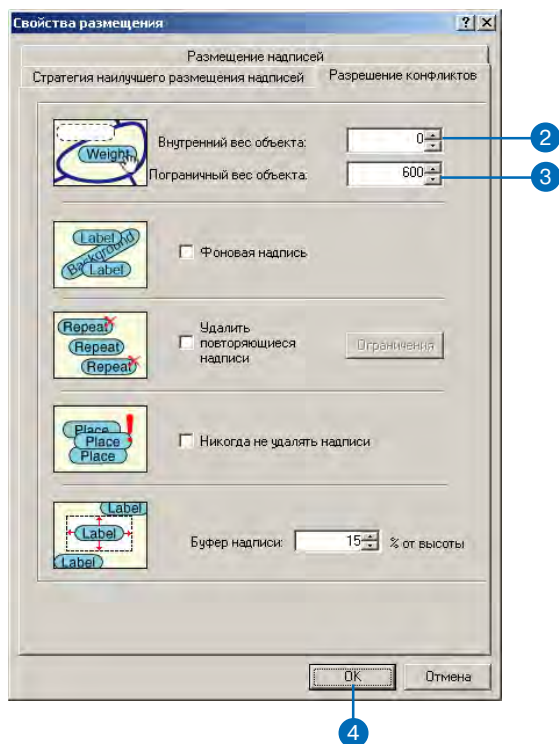 Свойства размещения
Размещение надписей
Стратегия наилучшего размещения надписей
Разрешение конфликтов
Weight
Внутренний вес объекта:
0
2
Пограничный вес объекта:
600
3
Label
Background
Label
Фоновая надпись
Repeat
Repeat
Repeat
Удалить
повторяющиеся
надписи
Ограничения
Place
Place
Place
Никогда не удалять надписи
Label
Label
Label
Буфер надписи:
15
% от высоты
OK
Отмена
4